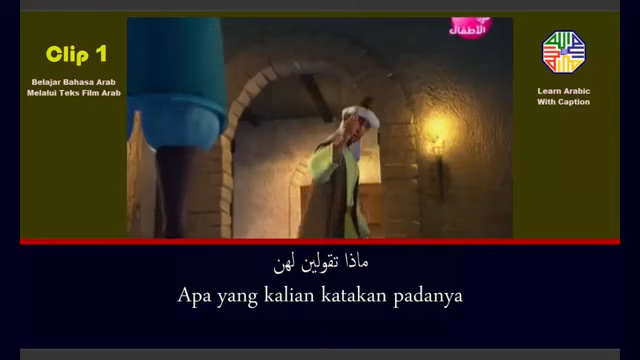 Clip 1
Belajar Bahasa Arab
Melalui Teks Film Arab
الأطفال
Learn Arabic
With Caption
ماذا تقولين لهن
Apa yang kalian katakan padanya